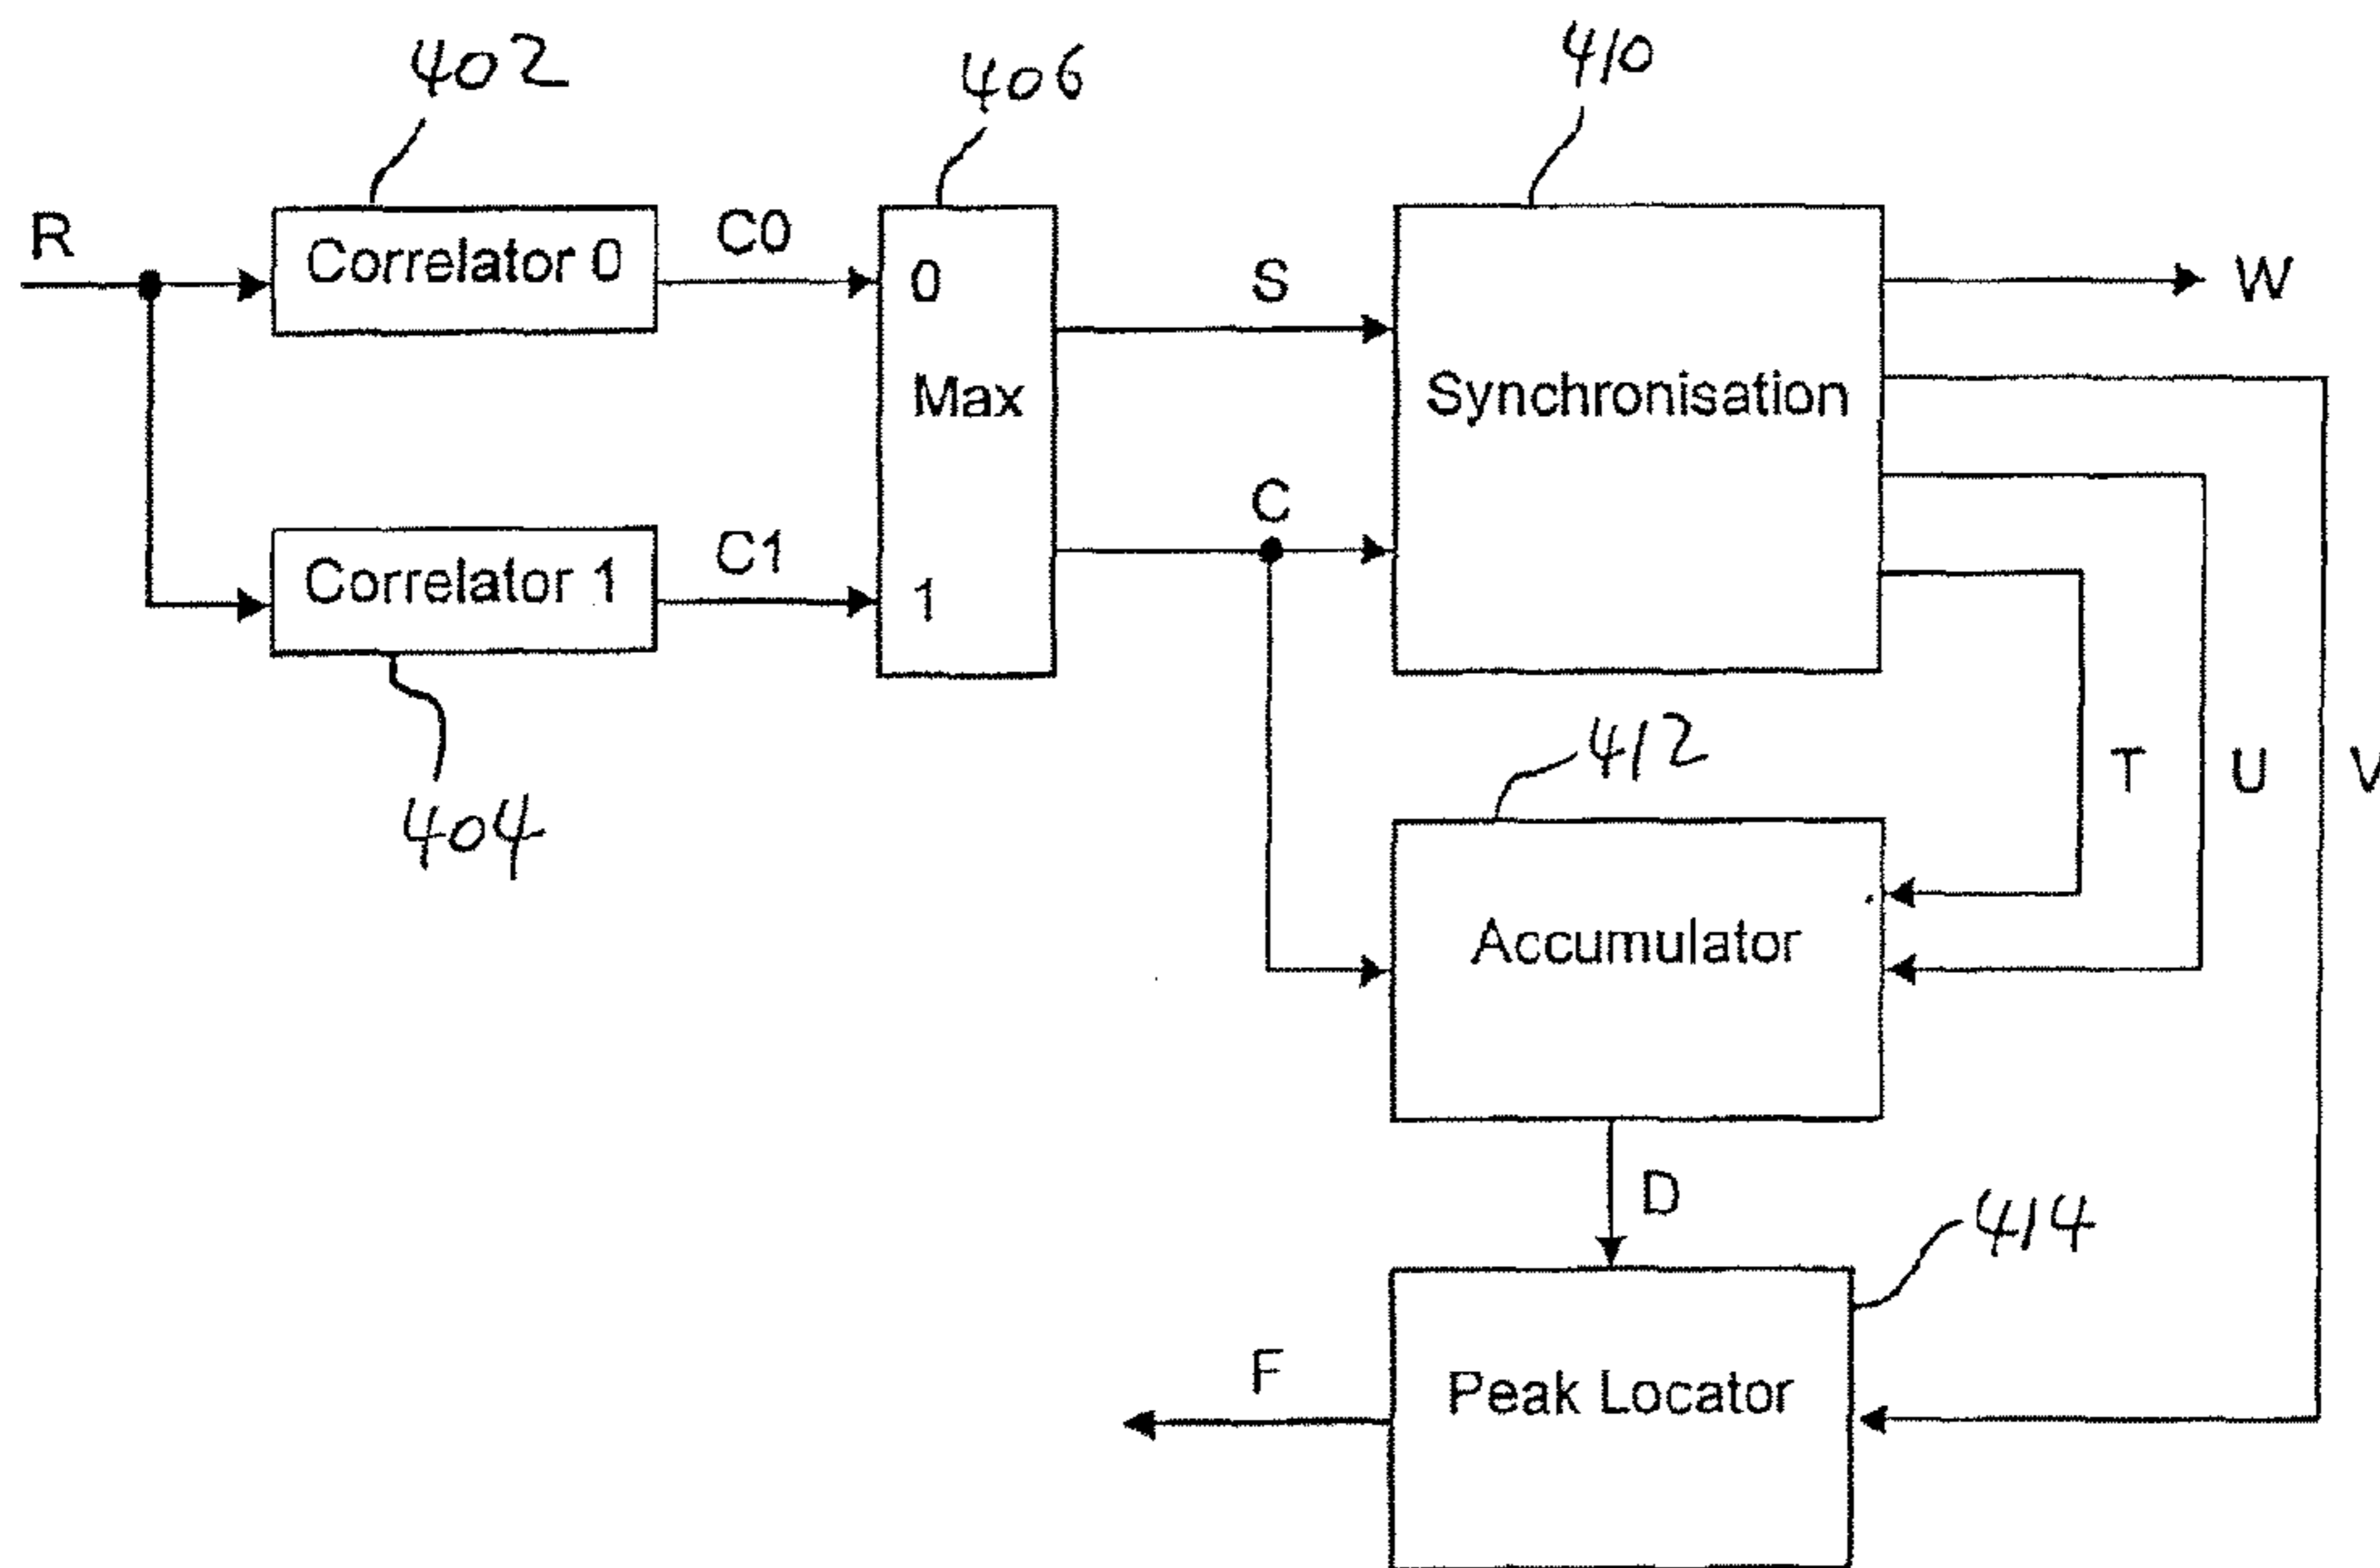 402
406
410
R
Correlator 0
C0
0
S
W
Max
Synchronisation
C
Correlator 1
C1
1
404
412
T
U
V
Accumulator
D
414
F
Peak Locator